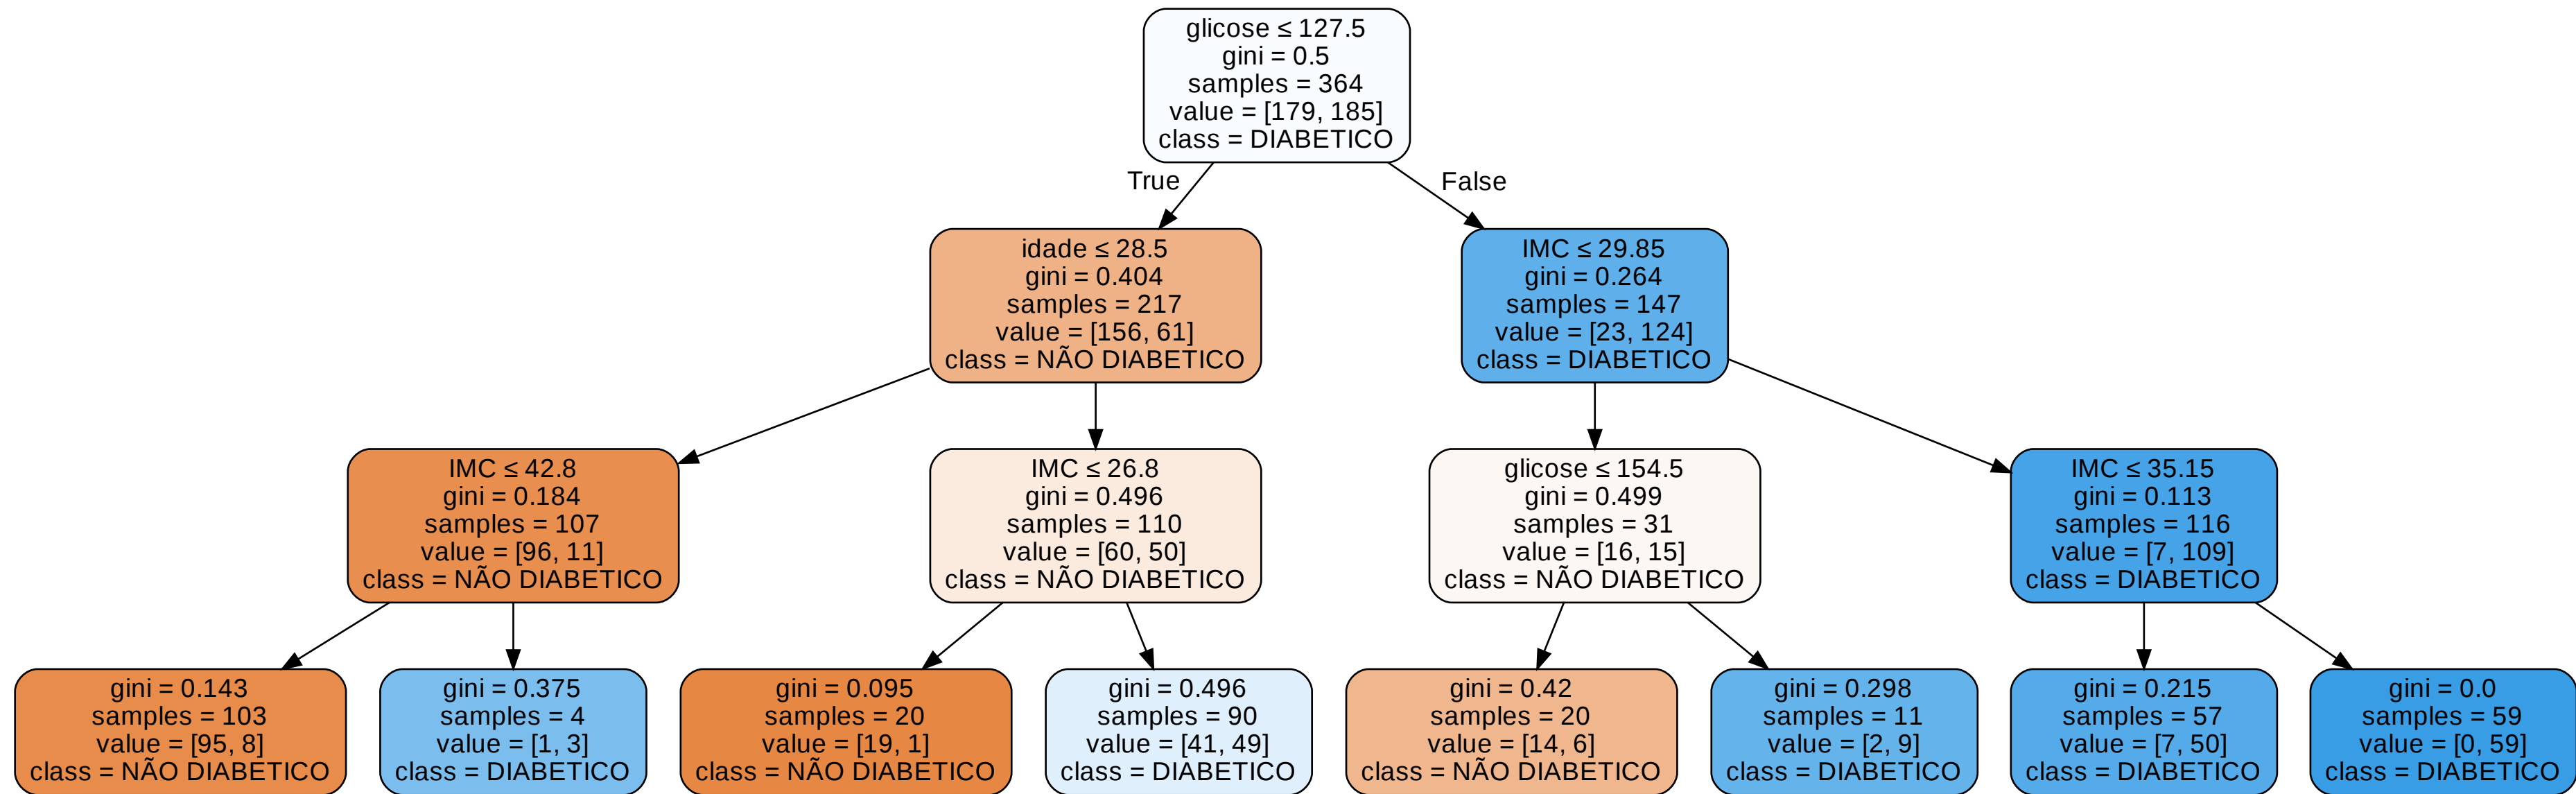 glicose ≤ 127.5
gini = 0.5
samples = 364
value = [179, 185]
class = DIABETICO
True
False
idade ≤ 28.5
gini = 0.404
samples = 217
value = [156, 61]
class = NÃO DIABETICO
IMC ≤ 29.85
gini = 0.264
samples = 147
value = [23, 124]
class = DIABETICO
IMC ≤ 42.8
gini = 0.184
samples = 107
value = [96, 11]
class = NÃO DIABETICO
IMC ≤ 26.8
gini = 0.496
samples = 110
value = [60, 50]
class = NÃO DIABETICO
glicose ≤ 154.5
gini = 0.499
samples = 31
value = [16, 15]
class = NÃO DIABETICO
IMC ≤ 35.15
gini = 0.113
samples = 116
value = [7, 109]
class = DIABETICO
gini = 0.143
samples = 103
value = [95, 8]
class = NÃO DIABETICO
gini = 0.375
samples = 4
value = [1, 3]
class = DIABETICO
gini = 0.095
samples = 20
value = [19, 1]
class = NÃO DIABETICO
gini = 0.496
samples = 90
value = [41, 49]
class = DIABETICO
gini = 0.42
samples = 20
value = [14, 6]
class = NÃO DIABETICO
gini = 0.298
samples = 11
value = [2, 9]
class = DIABETICO
gini = 0.215
samples = 57
value = [7, 50]
class = DIABETICO
gini = 0.0
samples = 59
value = [0, 59]
class = DIABETICO